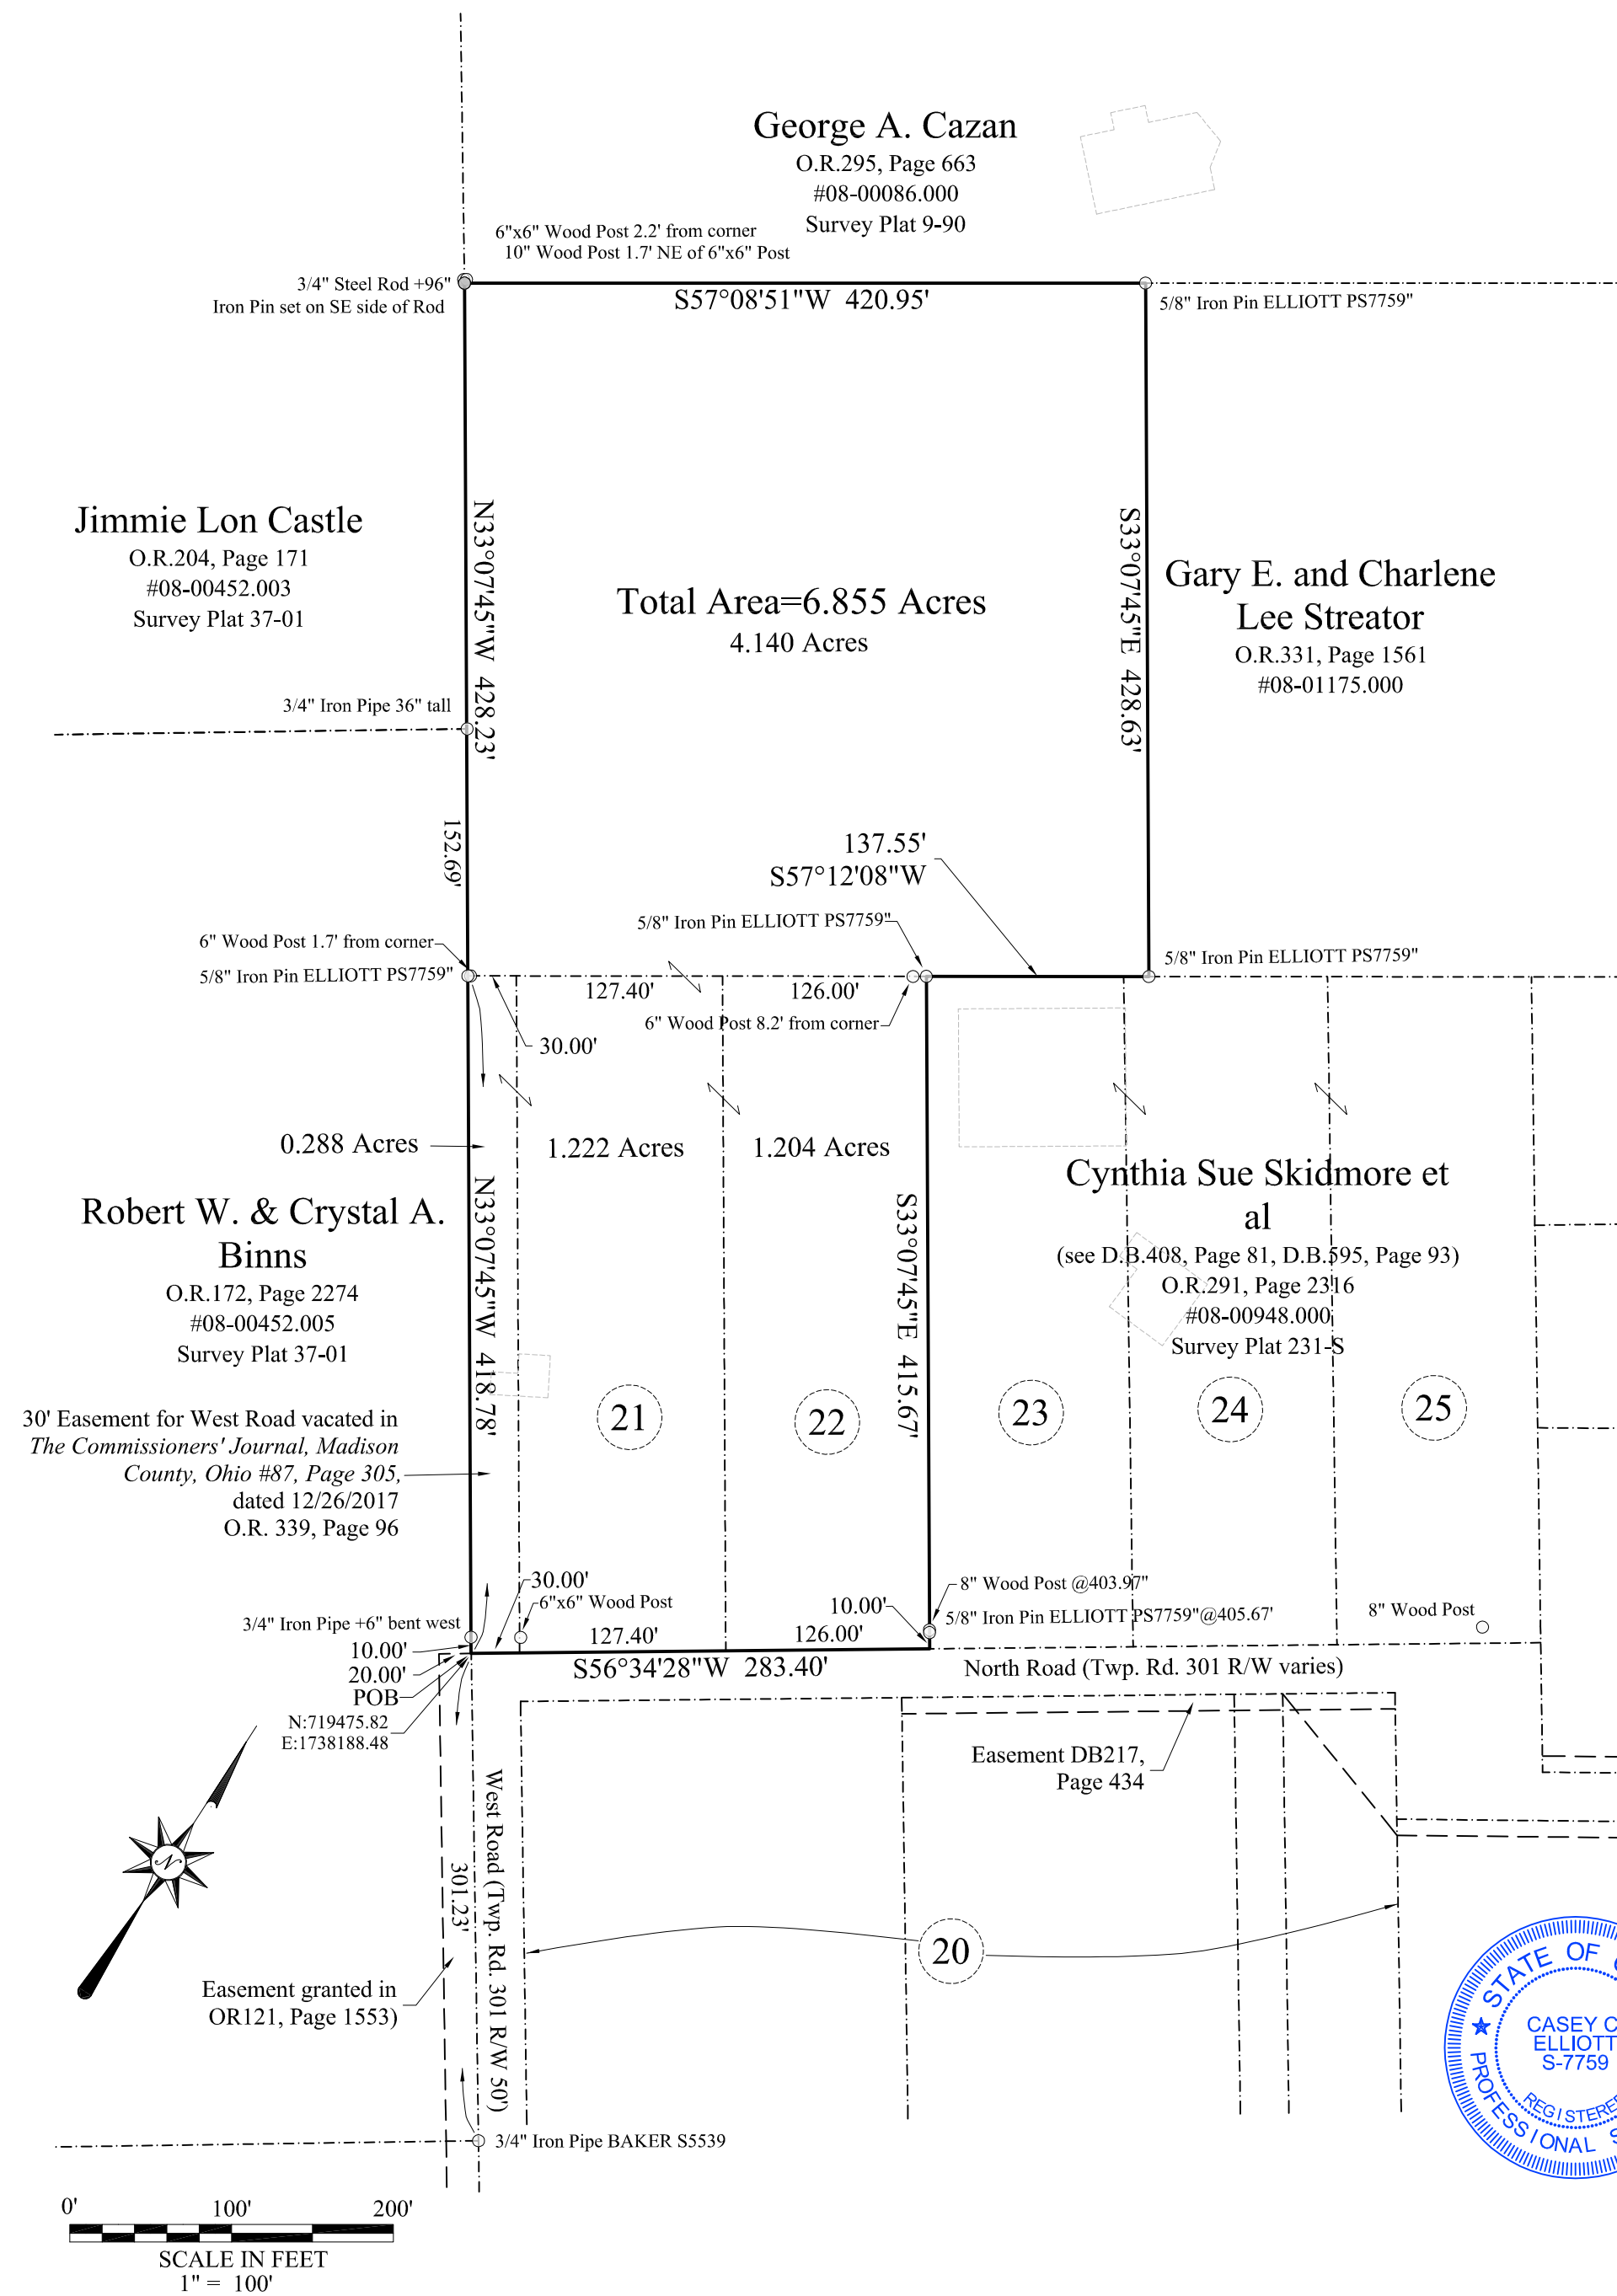 George A. Cazan
O.R.295, Page 663
#08-00086.000
Survey Plat 9-90
6"x6" Wood Post 2.2' from corner
10" Wood Post 1.7' NE of 6"x6" Post
3/4" Steel Rod +96"
Iron Pin set on SE side of Rod
S57°08'51"W 420.95'
5/8" Iron Pin ELLIOTT PS7759"
Jimmie Lon Castle
O.R.204, Page 171
#08-00452.003
Survey Plat 37-01
N33°07'45"W 428.23'
Total Area=6.855 Acres
4.140 Acres
S33°07'45"E 428.63'
Gary E. and Charlene
Lee Streator
O.R.331, Page 1561
#08-01175.000
3/4" Iron Pipe 36" tall
152.69'
137.55'
S57°12'08"W
5/8" Iron Pin ELLIOTT PS7759"
6" Wood Post 1.7' from corner
5/8" Iron Pin ELLIOTT PS7759"
5/8" Iron Pin ELLIOTT PS7759"
127.40'
126.00'
6" Wood Post 8.2' from corner
30.00'
0.288 Acres
1.222 Acres
1.204 Acres
Robert W. & Crystal A.
Binns
O.R.172, Page 2274
#08-00452.005
Survey Plat 37-01
N33°07'45"W 418.78'
S33°07'45"E 415.67'
Cynthia Sue Skidmore et
al
(see D.B.408, Page 81, D.B.595, Page 93)
O.R.291, Page 2316
#08-00948.000
Survey Plat 231-S
21
22
23
24
25
30' Easement for West Road vacated in
The Commissioners' Journal, Madison
County, Ohio #87, Page 305,
dated 12/26/2017
O.R. 339, Page 96
30.00'
6"x6" Wood Post
8" Wood Post @403.97"
5/8" Iron Pin ELLIOTT PS7759"@405.67'
8" Wood Post
3/4" Iron Pipe +6" bent west
10.00'
20.00'
POB
N:719475.82
E:1738188.48
127.40'
126.00'
10.00'
S56°34'28"W 283.40'
North Road (Twp. Rd. 301 R/W varies)
Easement DB217,
Page 434
West Road (Twp. Rd. 301 R/W 50')
301.23'
N
20
Easement granted in
OR121, Page 1553)
3/4" Iron Pipe BAKER S5539
STATE OF
CASEY C
ELLIOTT
S-7759
REGISTERE
PROFESSIONAL S
0' 100' 200'
SCALE IN FEET
1" = 100'